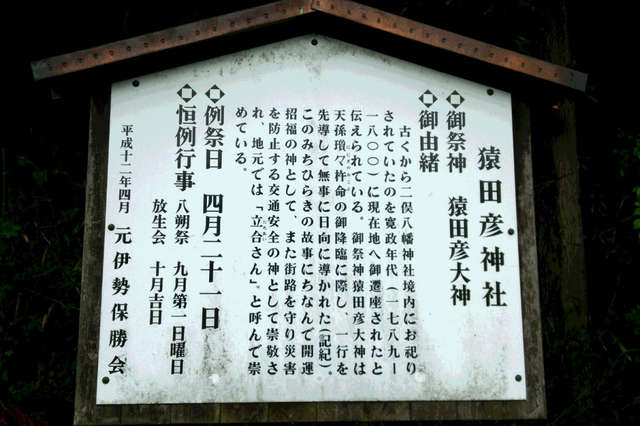 猿田彦神社
◈御祭神 猿田彦大神
◈御由緒
古くから二俣八幡神社境内にお祀り
されていたのを寛政年代(一七八九ー
一八〇〇)に現在地へ御遷座されたと
伝えられている。御祭神猿田彦大神は
天孫瓊々杵命の御降臨に際し、一行を
先導して無事に日向に導かれた(記紀)。
このみちひらきの故事にちなんで開運
招福の神として、また街路を守り災害
を防止する交通安全の神として崇敬さ
れ、地元では「立合さん」と呼んで崇
めている。
◈例祭日 四月二十一日
◈恒例行事 八朔祭 九月第一日曜日
放生会 十月吉日
平成十二年四月 元伊勢保勝会